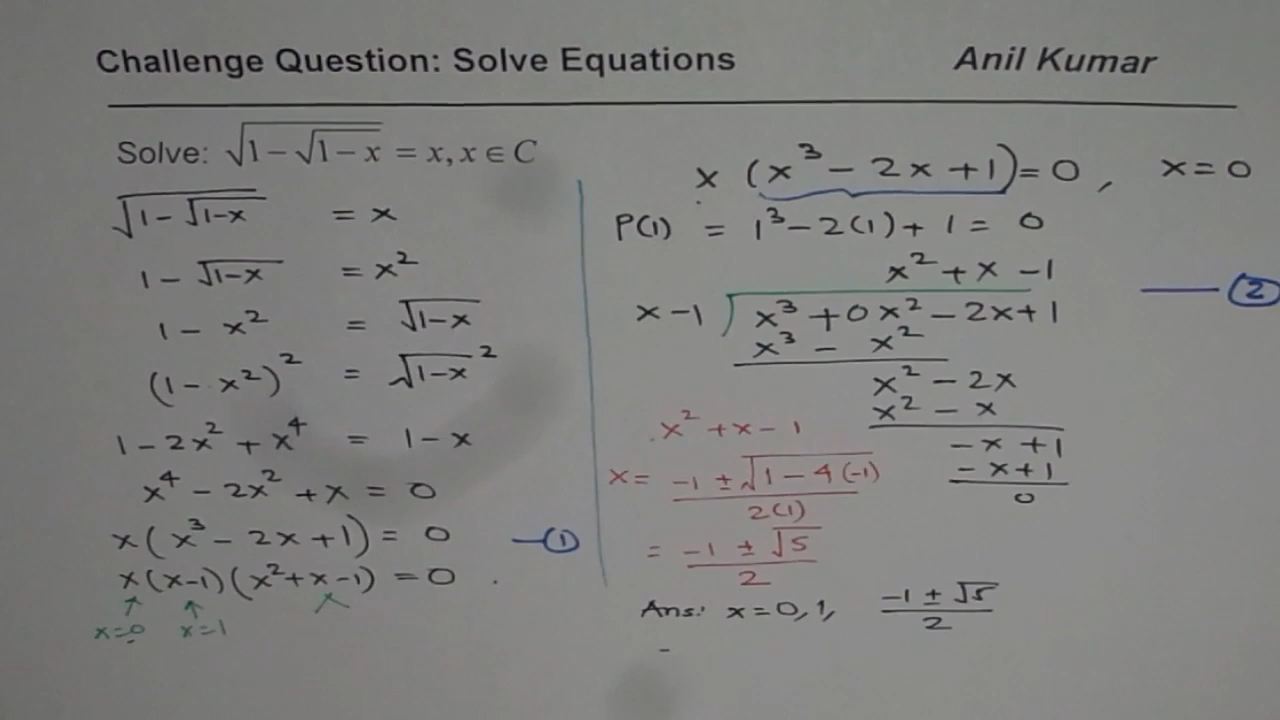 Challenge Question: Solve Equations
Anil Kumar
Solve: √(1−√(1−x)) = x, x ∈ C
√(1−√(1−x)) = x
1 − √(1−x) = x²
1 − x² = √(1−x)
(1 − x²)² = √(1−x)²
1 − 2x² + x⁴ = 1 − x
x⁴ − 2x² + x = 0
x(x³ − 2x + 1) = 0 —①
x(x−1)(x²+x−1) = 0 .
x=0 x=1
x (x³ − 2x + 1) = 0 , x = 0
P(1) = 1³ − 2(1) + 1 = 0
x² + x − 1
—②
x − 1 ) x³ + 0x² − 2x + 1
x³ − x²
x² − 2x
x² − x
−x + 1
−x + 1
0
x² + x − 1
x = (−1 ± √(1 − 4(−1)))/2(1)
= (−1 ± √5)/2
Ans: x = 0, 1, (−1 ± √5)/2